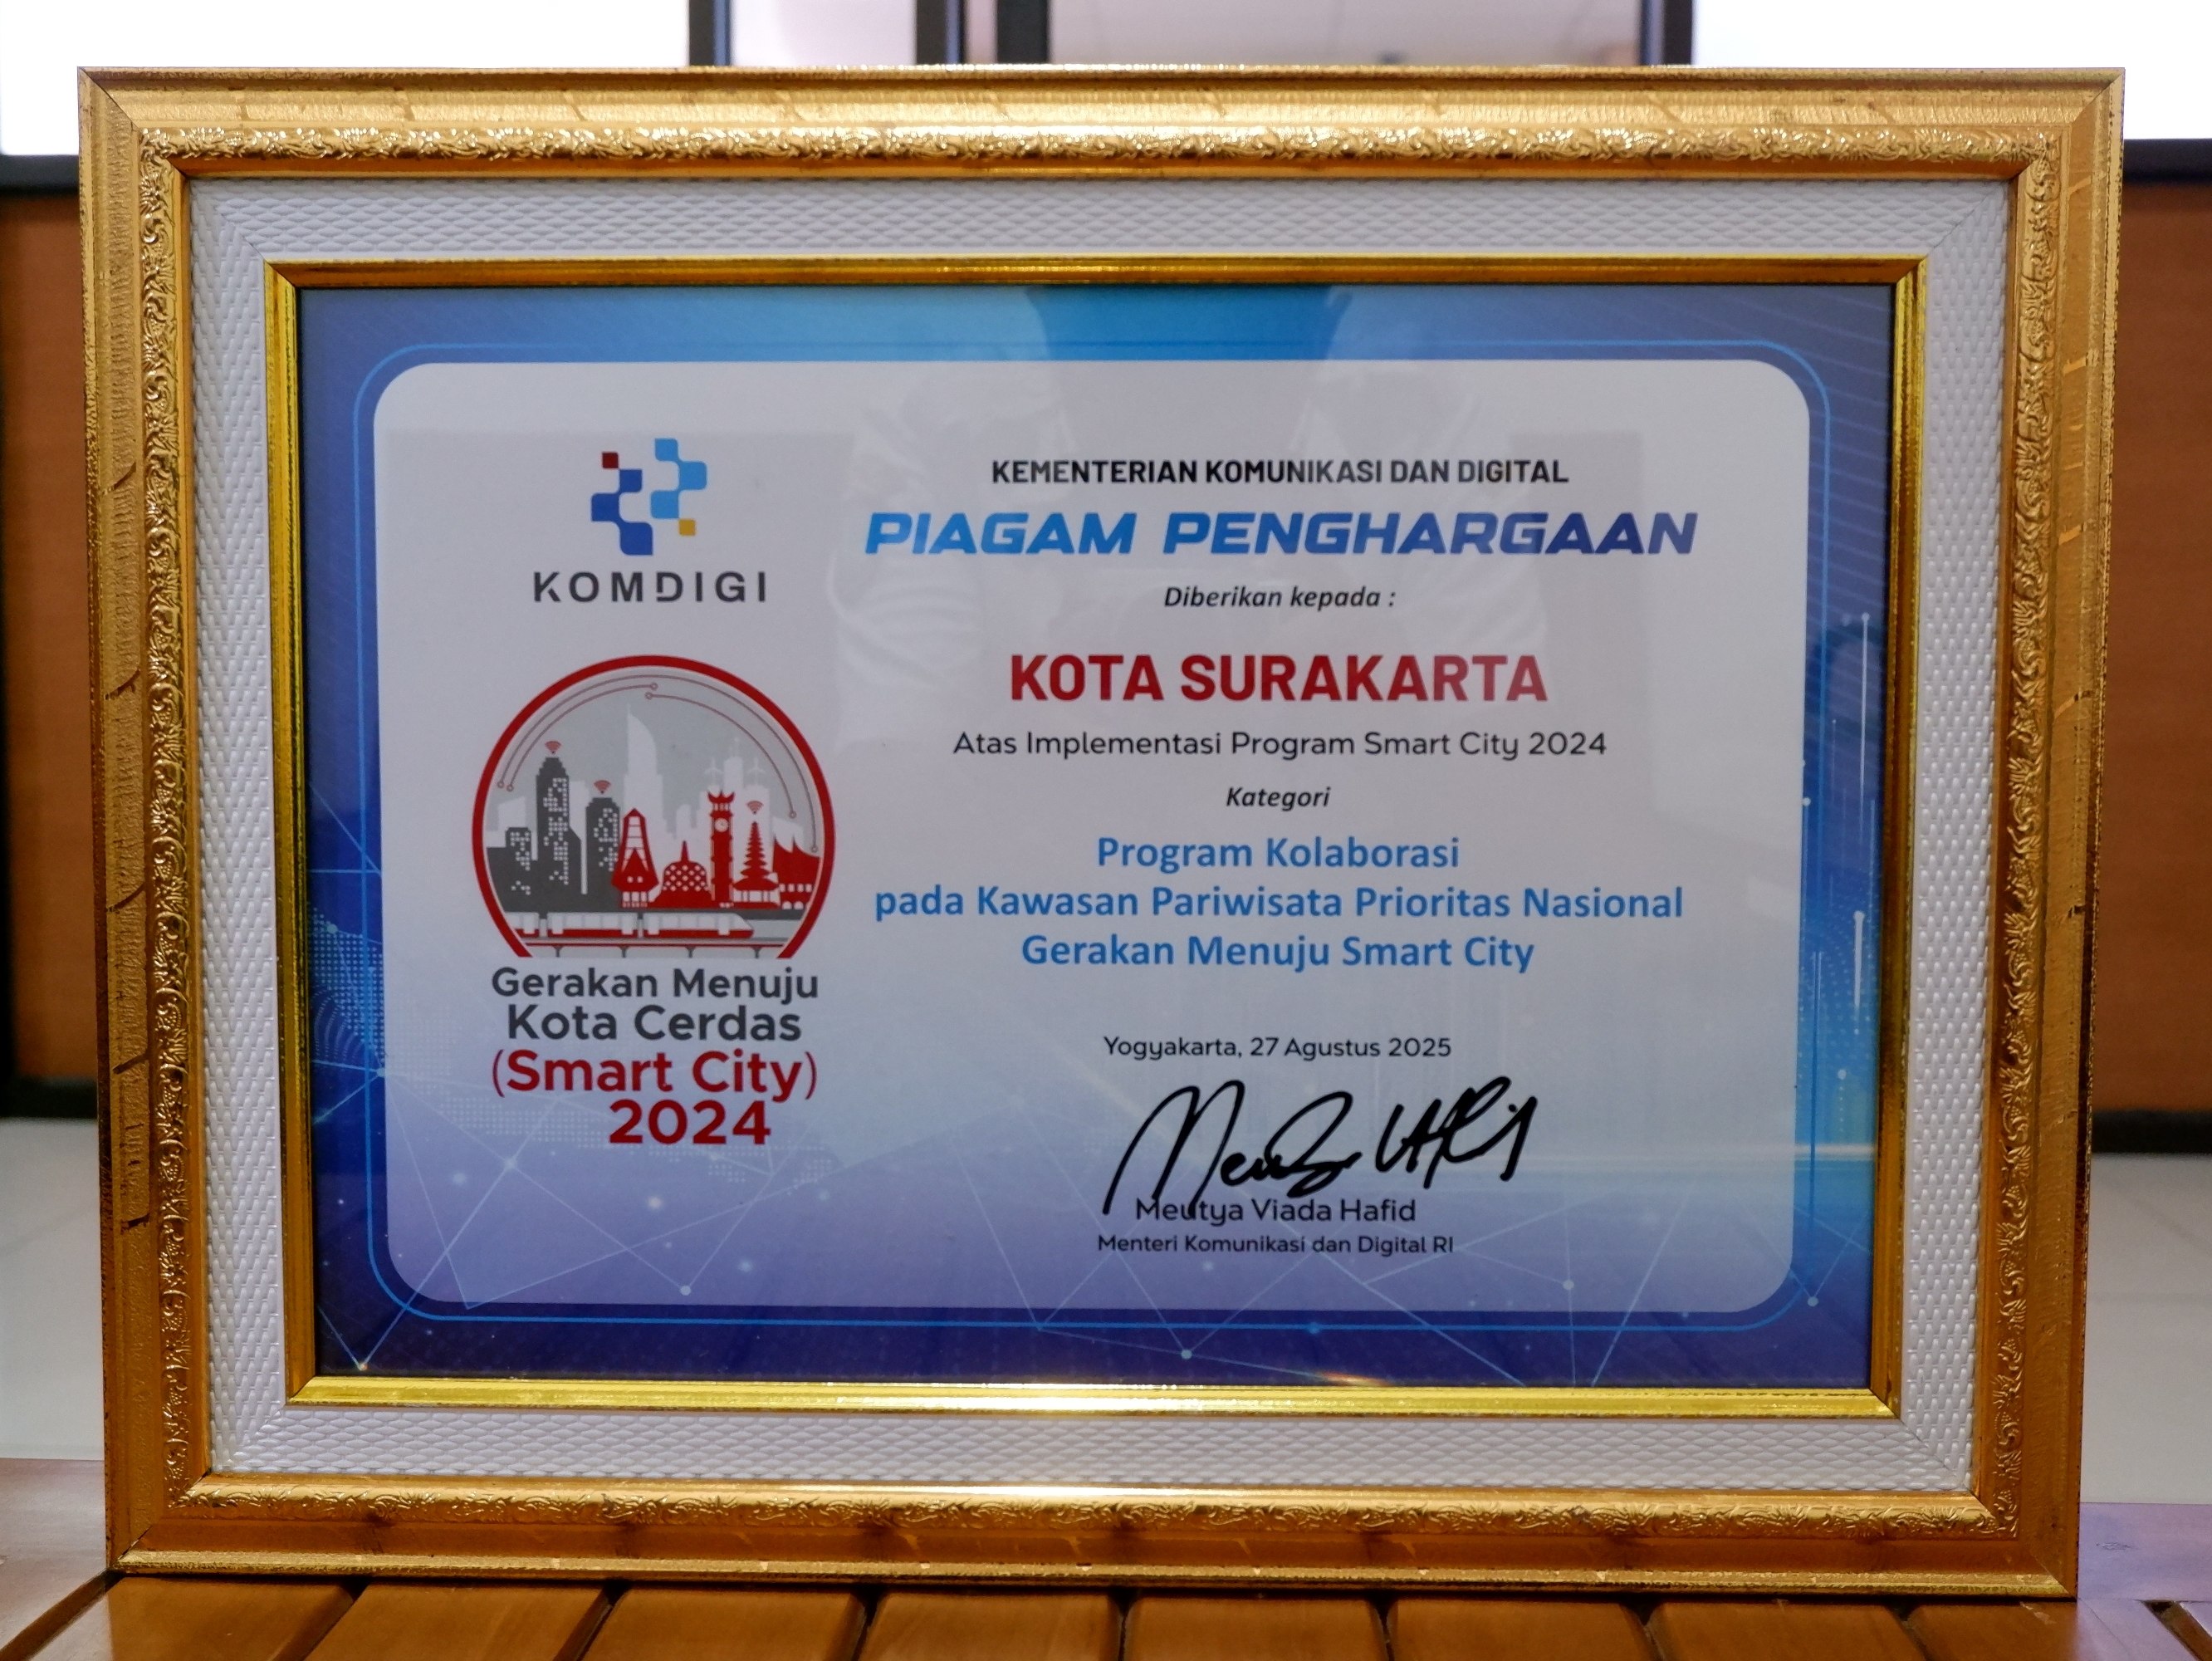 KOMDIGI
Gerakan Menuju
Kota Cerdas
(Smart City)
2024
KEMENTERIAN KOMUNIKASI DAN DIGITAL
PIAGAM PENGHARGAAN
Diberikan kepada :
KOTA SURAKARTA
Atas Implementasi Program Smart City 2024
Kategori
Program Kolaborasi
pada Kawasan Pariwisata Prioritas Nasional
Gerakan Menuju Smart City
Yogyakarta, 27 Agustus 2025
Meutya Viada Hafid
Menteri Komunikasi dan Digital RI